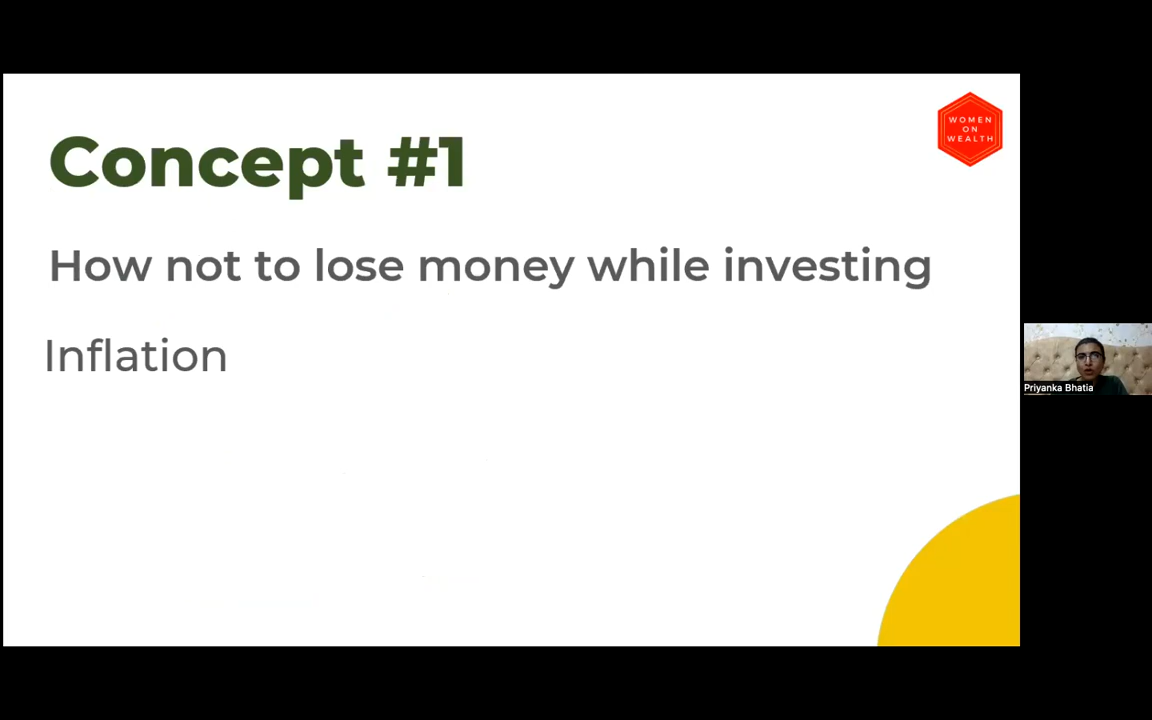 WOMEN
ON
WEALTH
Concept #1
How not to lose money while investing
Inflation
Priyanka Bhatia